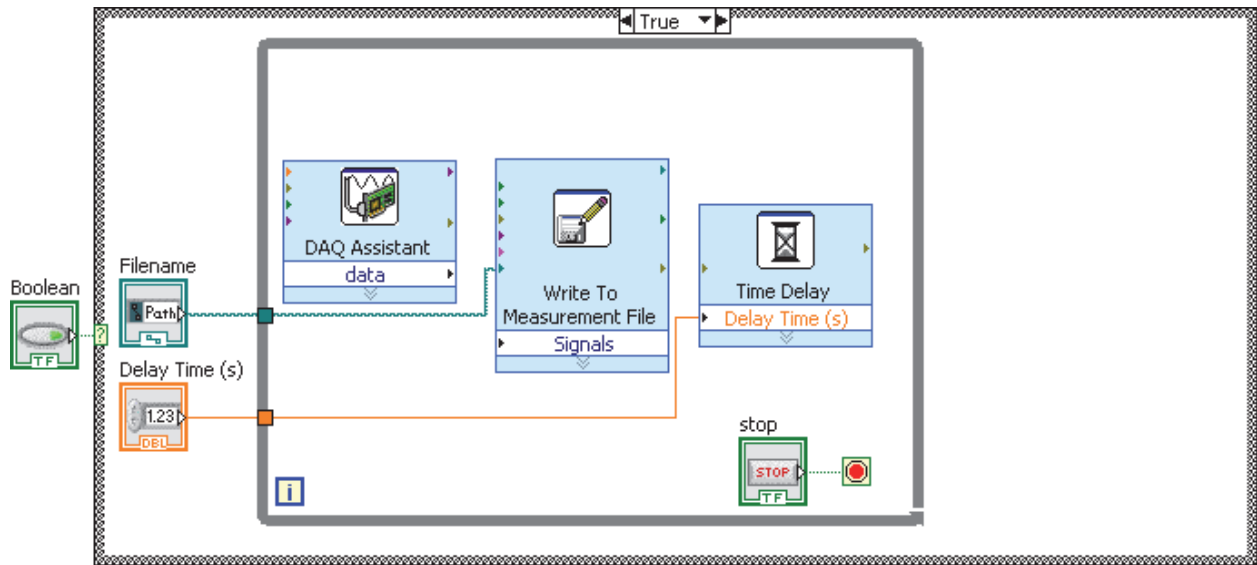 True
DAQ Assistant
data
Filename
Boolean
Path
Write To
Measurement File
Signals
Time Delay
Delay Time (s)
?
TF
Delay Time (s)
1.23
DBL
stop
STOP
TF
i